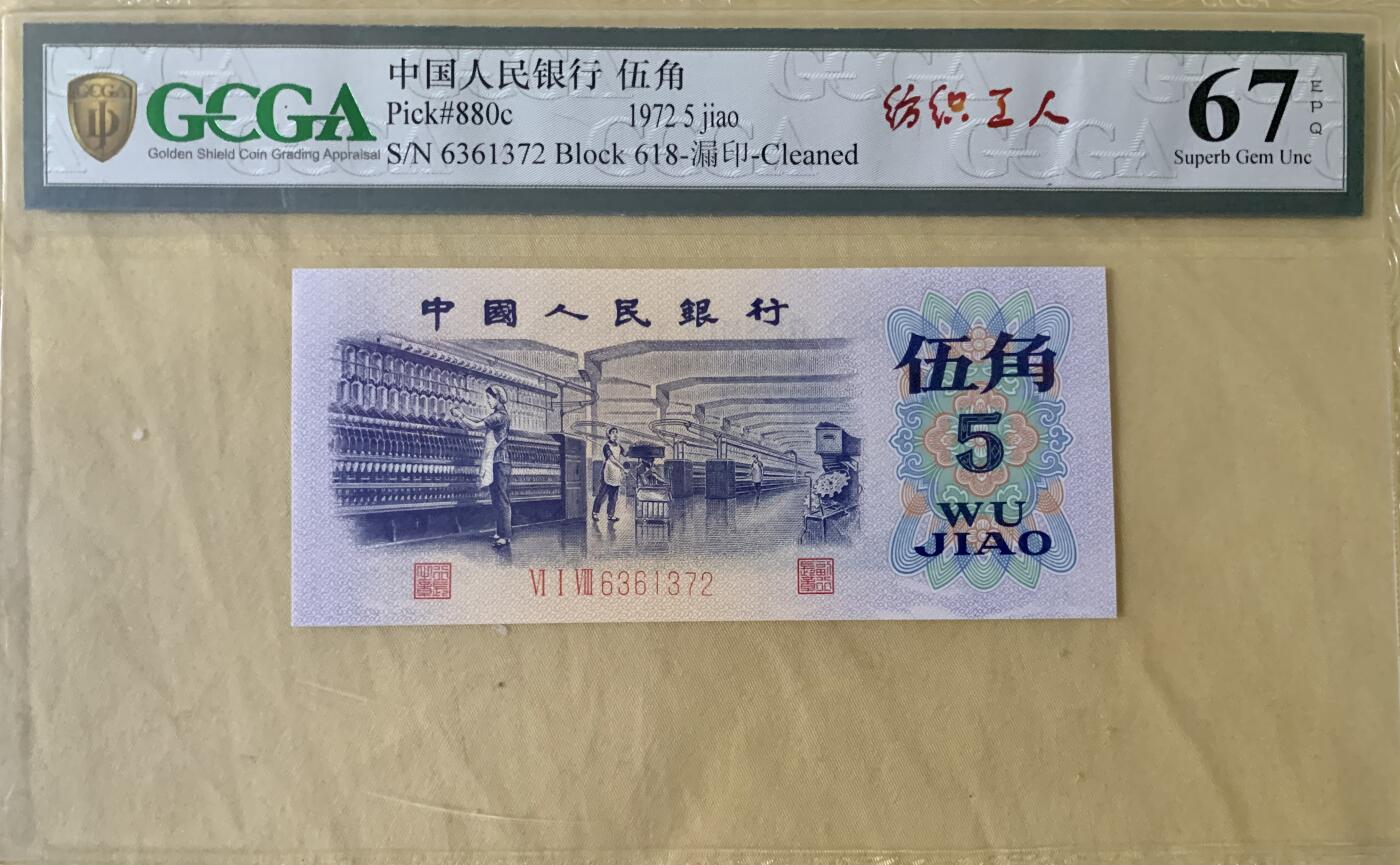 GCGA
GCGA
Golden Shield Coin Grading Appraisal
中国人民银行 伍角
Pick#880c 1972 5 jiao
S/N 6361372 Block 618-漏印-Cleaned
纺织工人
67
EPQ
Superb Gem Unc
中國人民銀行
伍角
5
WU
JIAO
VI I VIII 6361372